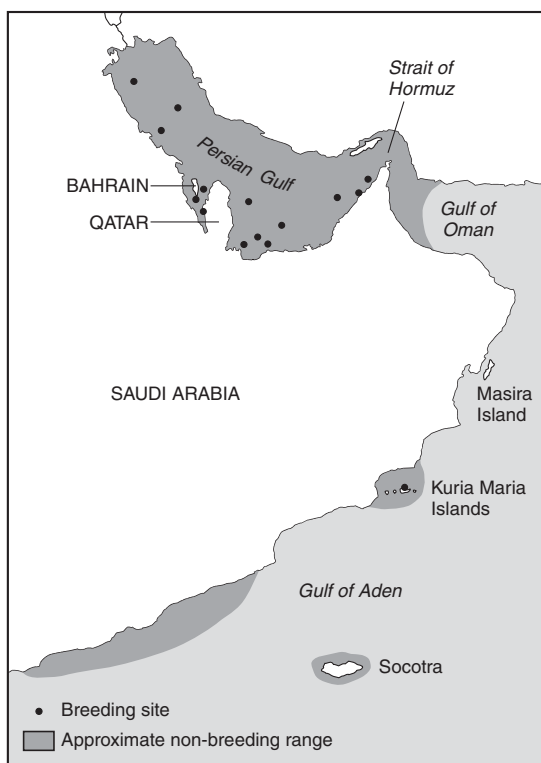 Strait of
Hormuz
Persian Gulf
BAHRAIN
QATAR
Gulf of
Oman
SAUDI ARABIA
Masira
Island
Kuria Maria
Islands
Gulf of Aden
Socotra
Breeding site
Approximate non-breeding range